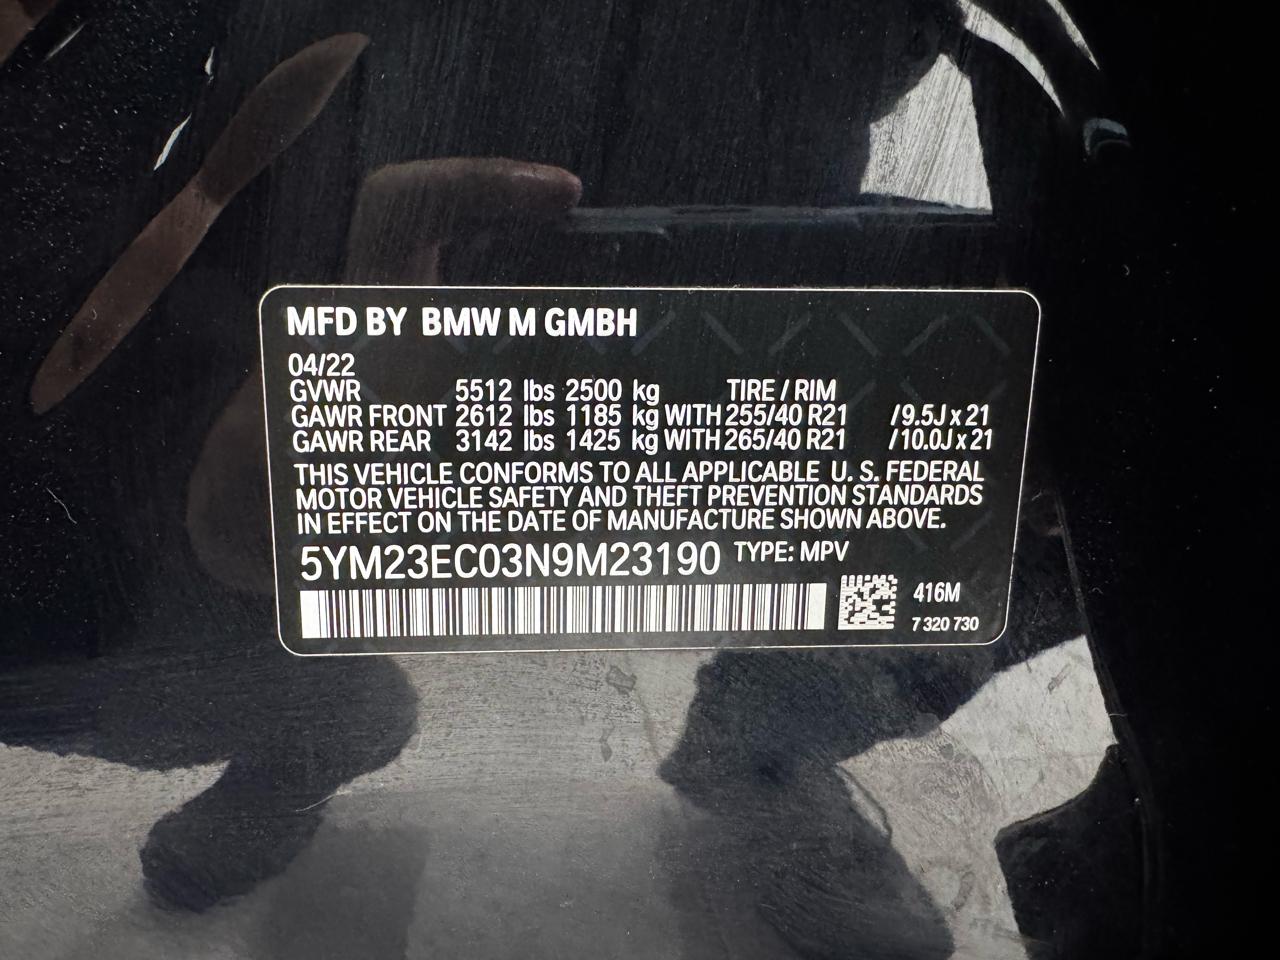 MFD BY BMW M GMBH
04/22
GVWR 5512 lbs 2500 kg TIRE / RIM
GAWR FRONT 2612 lbs 1185 kg WITH 255/40 R21 /9.5J x 21
GAWR REAR 3142 lbs 1425 kg WITH 265/40 R21 /10.0J x 21
THIS VEHICLE CONFORMS TO ALL APPLICABLE U. S. FEDERAL
MOTOR VEHICLE SAFETY AND THEFT PREVENTION STANDARDS
IN EFFECT ON THE DATE OF MANUFACTURE SHOWN ABOVE.
5YM23EC03N9M23190 TYPE: MPV
416M
7 320 730